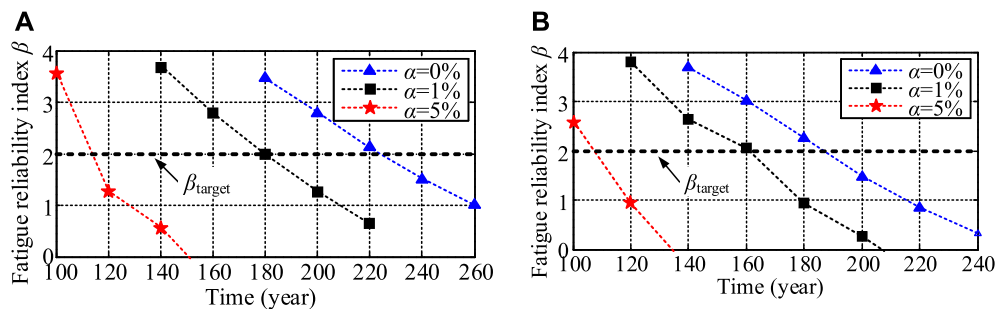 A
Fatigue reliability index β
4
3
2
1
0
α=0%
α=1%
α=5%
βtarget
100 120 140 160 180 200 220 240 260
Time (year)
B
Fatigue reliability index β
4
3
2
1
0
α=0%
α=1%
α=5%
βtarget
100 120 140 160 180 200 220 240
Time (year)